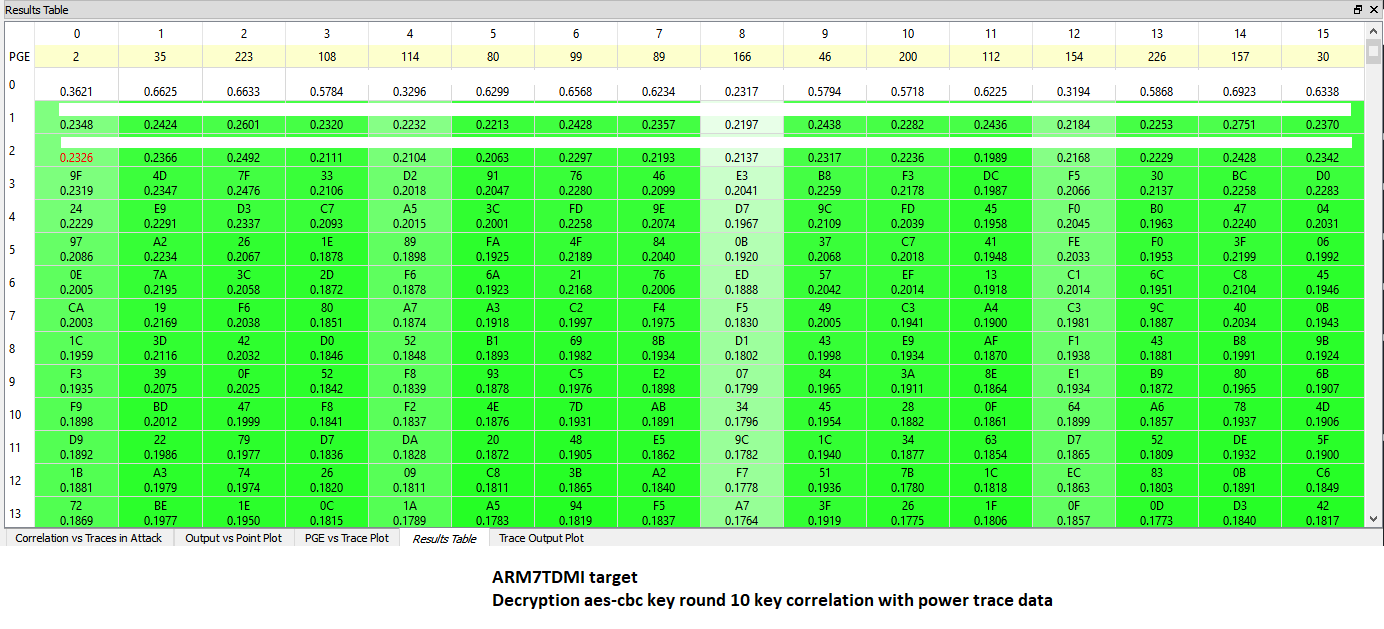 Results Table
0 1 2 3 4 5 6 7 8 9 10 11 12 13 14 15
PGE 2 35 223 108 114 80 99 89 166 46 200 112 154 226 157 30
0
0.3621 0.6625 0.6633 0.5784 0.3296 0.6299 0.6568 0.6234 0.2317 0.5794 0.5718 0.6225 0.3194 0.5868 0.6923 0.6338
1
0.2348 0.2424 0.2601 0.2320 0.2232 0.2213 0.2428 0.2357 0.2197 0.2438 0.2282 0.2436 0.2184 0.2253 0.2751 0.2370
2
0.2326 0.2366 0.2492 0.2111 0.2104 0.2063 0.2297 0.2193 0.2137 0.2317 0.2236 0.1989 0.2168 0.2229 0.2428 0.2342
3
9F 4D 7F 33 D2 91 76 46 E3 B8 F3 DC F5 30 BC D0
0.2319 0.2347 0.2476 0.2106 0.2018 0.2047 0.2280 0.2099 0.2041 0.2259 0.2178 0.1987 0.2066 0.2137 0.2258 0.2283
4
24 E9 D3 C7 A5 3C FD 9E D7 9C FD 45 F0 B0 47 04
0.2229 0.2291 0.2337 0.2093 0.2015 0.2001 0.2258 0.2074 0.1967 0.2109 0.2039 0.1958 0.2045 0.1963 0.2240 0.2031
5
97 A2 26 1E 89 FA 4F 84 0B 37 C7 41 FE F0 3F 06
0.2086 0.2234 0.2067 0.1878 0.1898 0.1925 0.2189 0.2040 0.1920 0.2068 0.2018 0.1948 0.2033 0.1953 0.2199 0.1992
6
0E 7A 3C 2D F6 6A 21 76 ED 57 EF 13 C1 6C C8 45
0.2005 0.2195 0.2058 0.1872 0.1878 0.1923 0.2168 0.2006 0.1888 0.2042 0.2014 0.1918 0.2014 0.1951 0.2104 0.1946
7
CA 19 F6 80 A7 A3 C2 F4 F5 49 C3 A4 C3 9C 40 0B
0.2003 0.2169 0.2038 0.1851 0.1874 0.1918 0.1997 0.1975 0.1830 0.2005 0.1941 0.1900 0.1981 0.1887 0.2034 0.1943
8
1C 3D 42 D0 52 B1 69 8B D1 43 E9 AF F1 43 B8 9B
0.1959 0.2116 0.2032 0.1846 0.1848 0.1893 0.1982 0.1934 0.1802 0.1998 0.1934 0.1870 0.1938 0.1881 0.1991 0.1924
9
F3 39 0F 52 F8 93 C5 E2 07 84 3A 8E E1 B9 80 6B
0.1935 0.2075 0.2025 0.1842 0.1839 0.1878 0.1976 0.1898 0.1799 0.1965 0.1911 0.1864 0.1934 0.1872 0.1965 0.1907
10
F9 BD 47 F8 F2 4E 7D AB 34 45 28 0F 64 A6 78 4D
0.1898 0.2012 0.1999 0.1841 0.1837 0.1876 0.1931 0.1891 0.1796 0.1954 0.1882 0.1861 0.1899 0.1857 0.1937 0.1906
11
D9 22 79 D7 DA 20 48 E5 9C 1C 34 63 D7 52 DE 5F
0.1892 0.1986 0.1977 0.1836 0.1828 0.1872 0.1905 0.1862 0.1782 0.1940 0.1877 0.1854 0.1865 0.1809 0.1932 0.1900
12
1B A3 74 26 09 C8 3B A2 F7 51 7B 1C EC 83 0B C6
0.1881 0.1979 0.1974 0.1820 0.1811 0.1811 0.1865 0.1840 0.1778 0.1936 0.1780 0.1818 0.1863 0.1803 0.1891 0.1849
13
72 BE 1E 0C 1A A5 94 F5 A7 3F 26 1F 0F 0D D3 42
0.1869 0.1977 0.1950 0.1815 0.1789 0.1783 0.1819 0.1837 0.1764 0.1919 0.1775 0.1806 0.1857 0.1773 0.1840 0.1817
Correlation vs Traces in Attack Output vs Point Plot PGE vs Trace Plot Results Table Trace Output Plot
ARM7TDMI target
Decryption aes-cbc key round 10 key correlation with power trace data